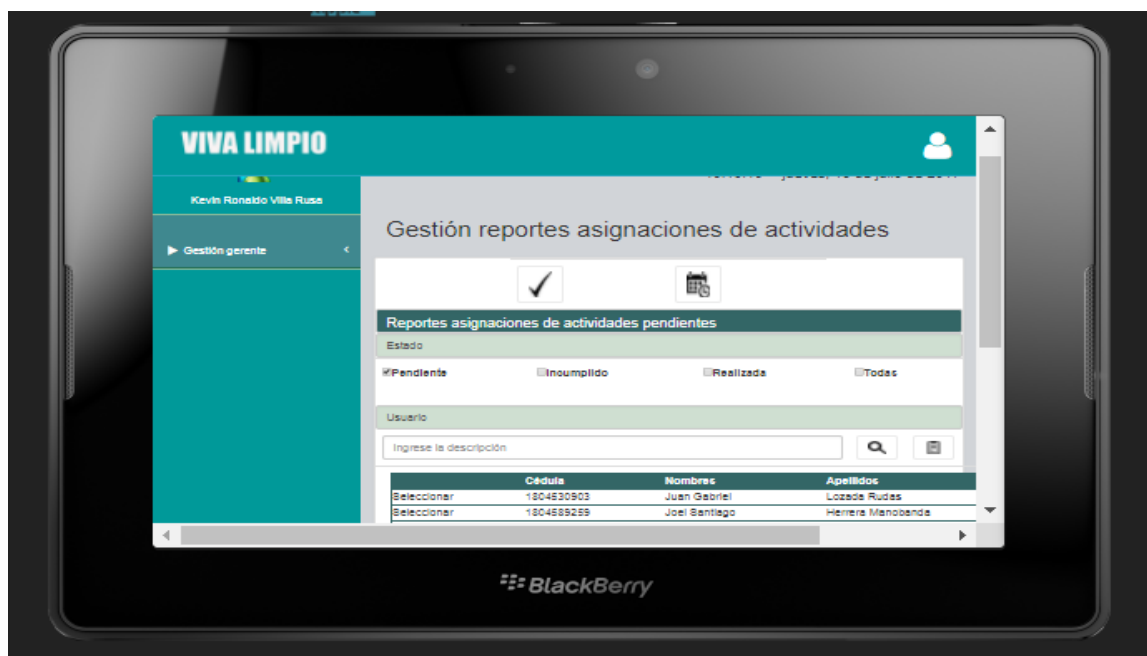 VIVA LIMPIO
Kevin Ronaldo Villa Rusa
Gestión gerente
Gestión reportes asignaciones de actividades
Reportes asignaciones de actividades pendientes
Estado
Pendiente Incumplido Realizada Todas
Usuario
Ingrese la descripción
Cédula Nombres Apellidos
Seleccionar 1804530903 Juan Gabriel Lozada Rudas
Seleccionar 1804589259 Joel Santiago Herrera Manobanda
BlackBerry